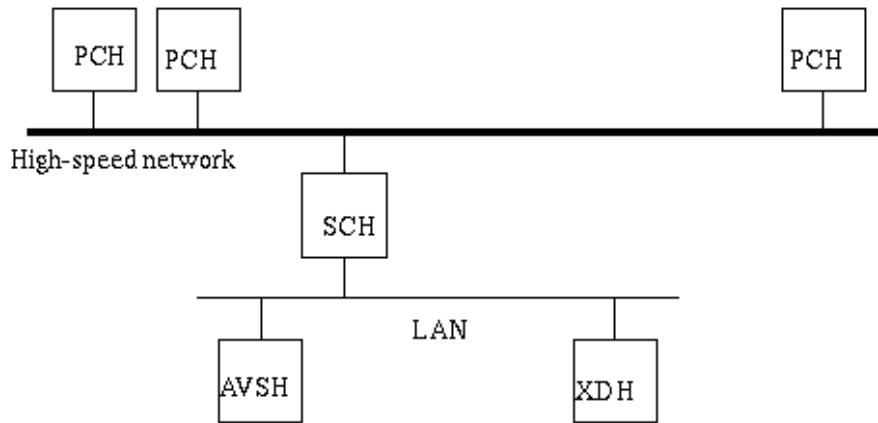 PCH
PCH
PCH
High-speed network
SCH
LAN
AVSH
XDH